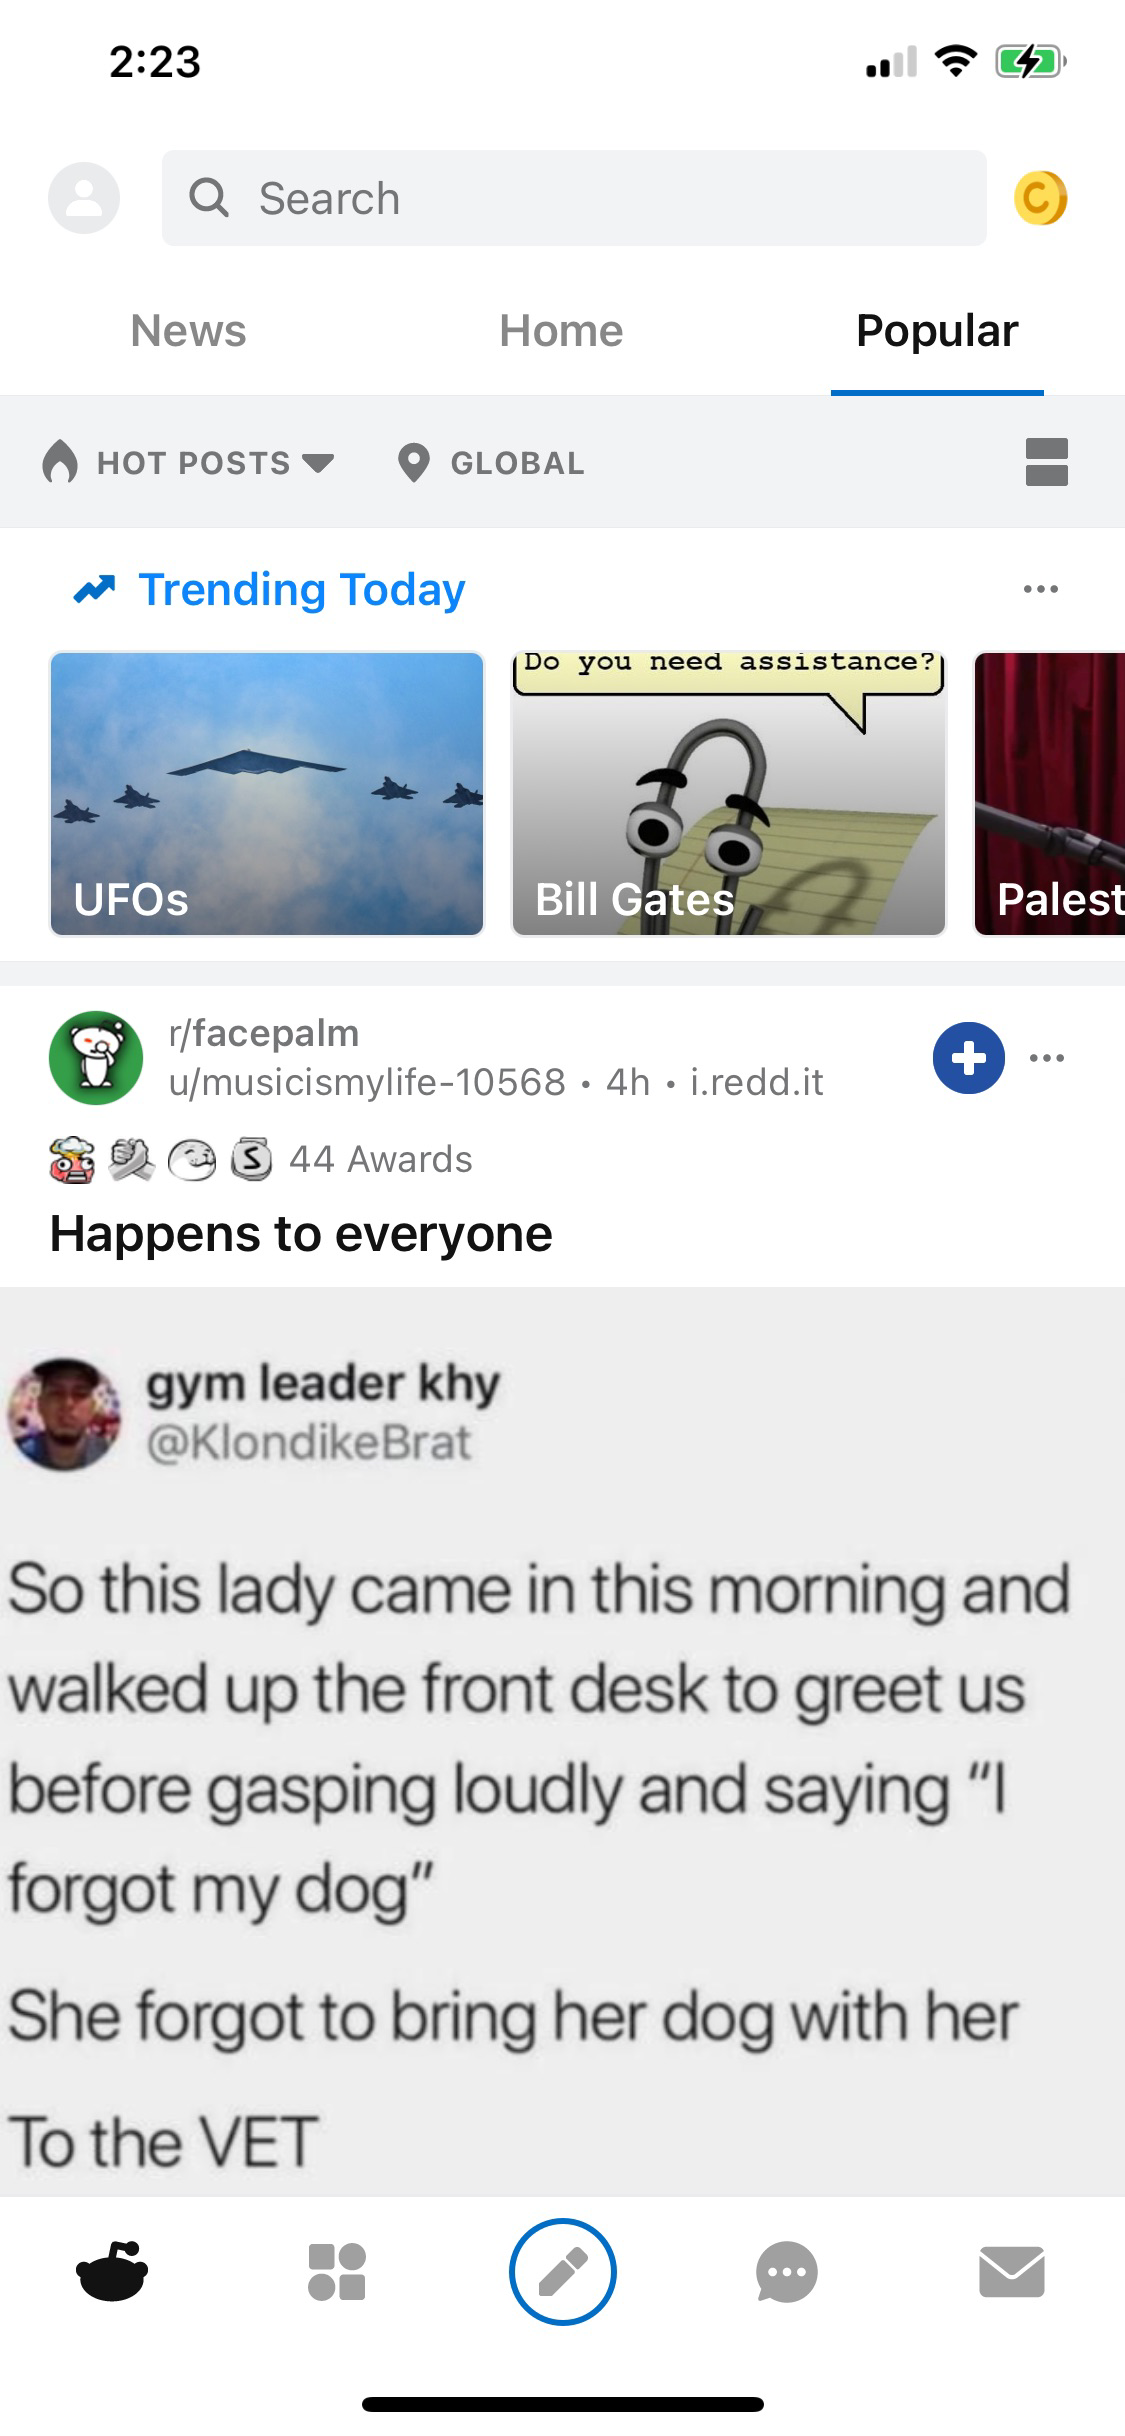 2:23
Search
News
Home
Popular
HOT POSTS
GLOBAL
Trending Today
Do you need assistance?
UFOs
Bill Gates
Palest
r/facepalm
u/musicismylife-10568 • 4h • i.redd.it
44 Awards
Happens to everyone
gym leader khy
@KlondikeBrat
So this lady came in this morning and
walked up the front desk to greet us
before gasping loudly and saying “I
forgot my dog”
She forgot to bring her dog with her
To the VET